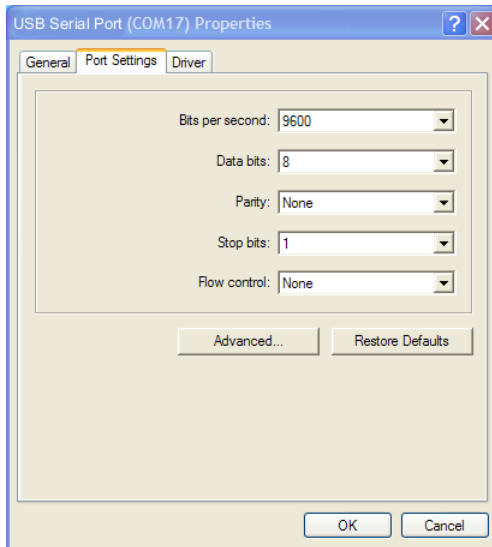 USB Serial Port (COM17) Properties
General Port Settings Driver
Bits per second: 9600
Data bits: 8
Parity: None
Stop bits: 1
Flow control: None
Advanced... Restore Defaults
OK Cancel